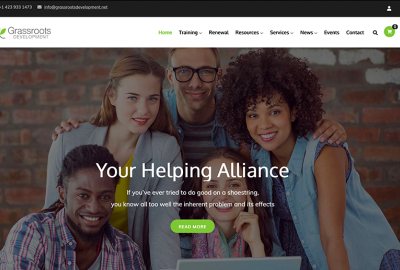 +1 423 933 1473 info@grassrootsdevelopment.net
Grassroots
DEVELOPMENT
Home Training Renewal Resources Services News Events Contact 0
Your Helping Alliance
If you've ever tried to do good on a shoestring,
you know all too well the inherent problem and its effects
READ MORE